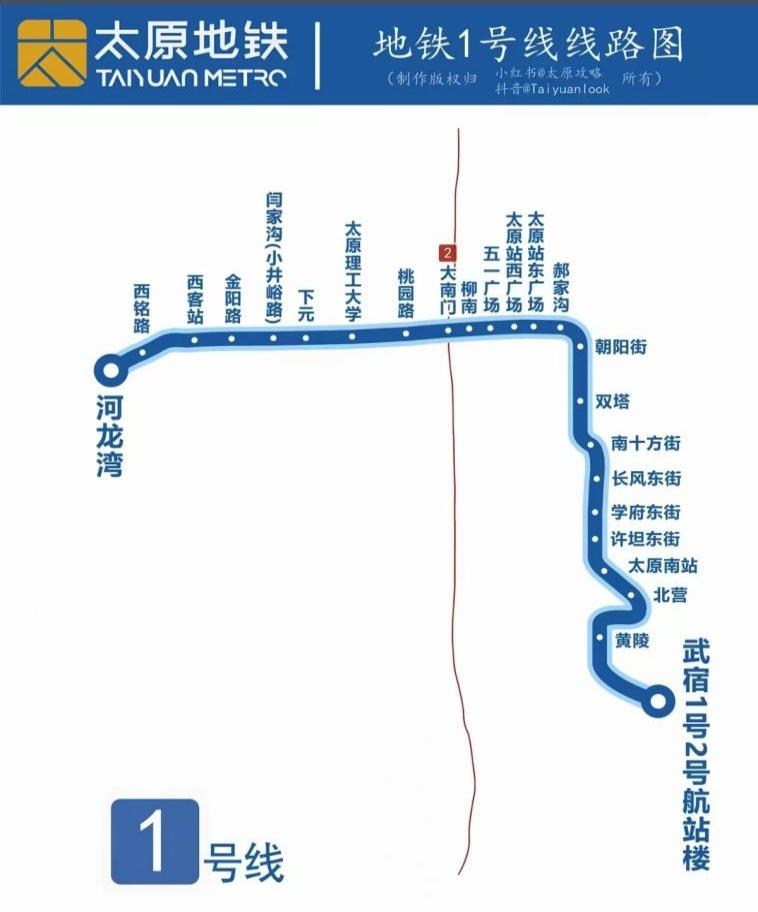 太原地铁
TAIYUAN METRO
地铁1号线线路图
（制作版权归 小红书@太原攻略 所有）
抖音@Taiyuanlook
西铭路
西客站
金阳路
闫家沟(小井峪路)
下元
太原理工大学
桃园路
2
大南门
柳南
五一广场
太原站西广场
太原站东广场
郝家沟
朝阳街
河龙湾
双塔
南十方街
长风东街
学府东街
许坦东街
太原南站
北营
黄陵
武宿1号2号航站楼
1号线